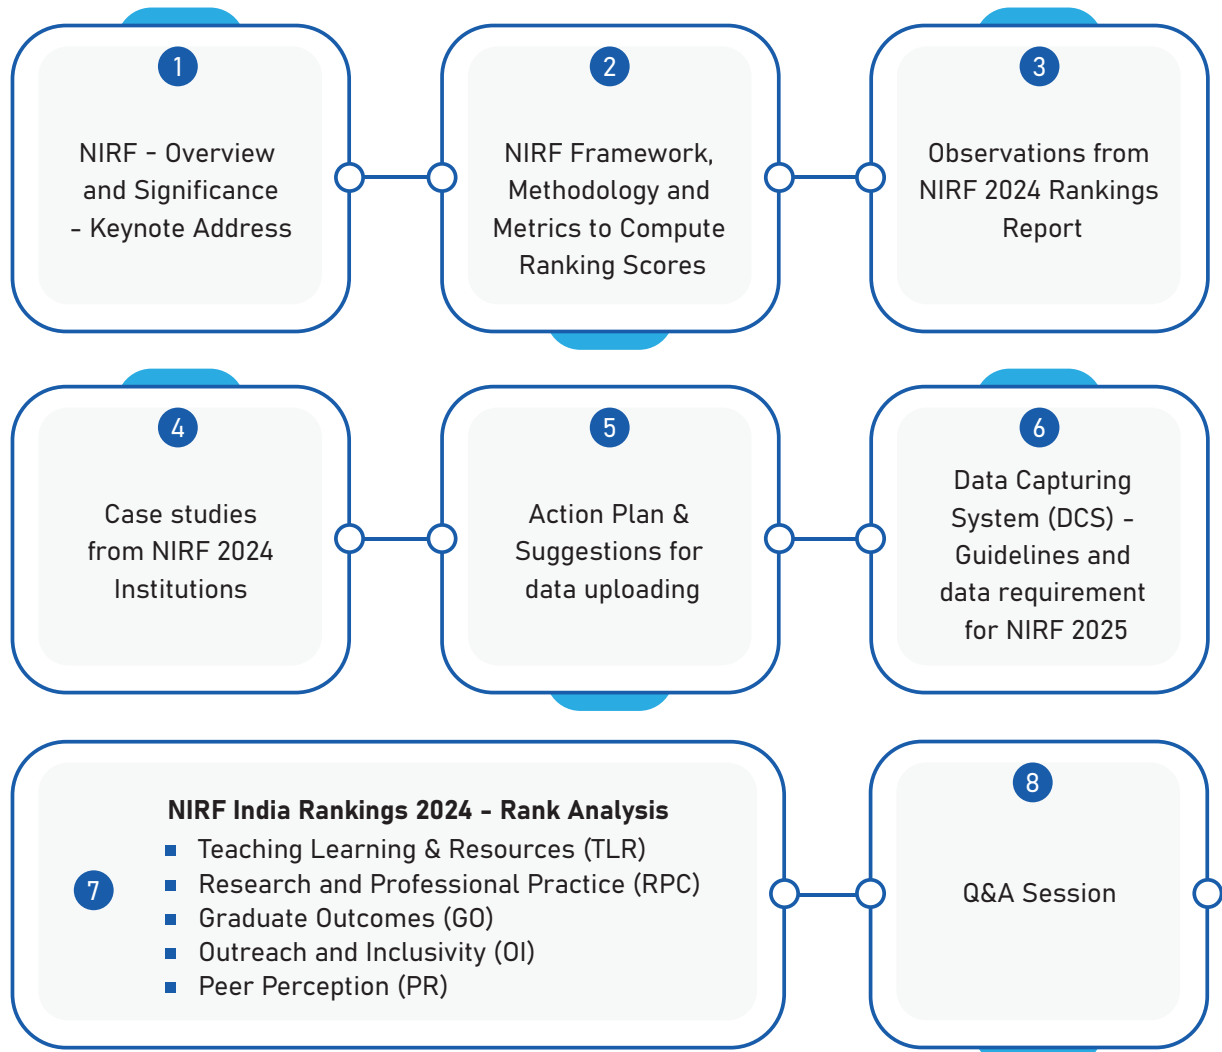 1
NIRF - Overview
and Significance
- Keynote Address
2
NIRF Framework,
Methodology and
Metrics to Compute
Ranking Scores
3
Observations from
NIRF 2024 Rankings
Report
4
Case studies
from NIRF 2024
Institutions
5
Action Plan &
Suggestions for
data uploading
6
Data Capturing
System (DCS) -
Guidelines and
data requirement
for NIRF 2025
7
NIRF India Rankings 2024 - Rank Analysis
Teaching Learning & Resources (TLR)
Research and Professional Practice (RPC)
Graduate Outcomes (GO)
Outreach and Inclusivity (OI)
Peer Perception (PR)
8
Q&A Session